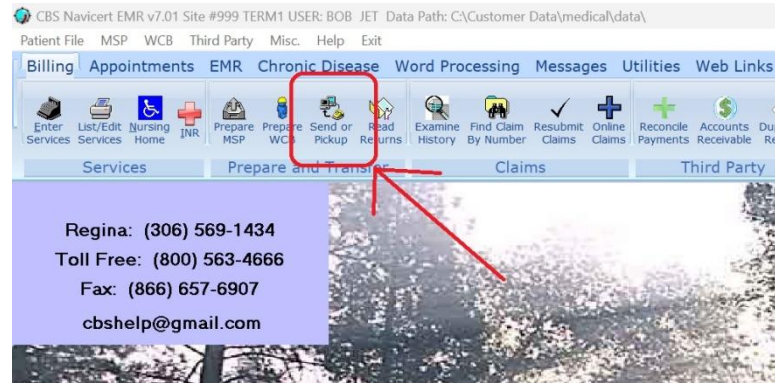 CBS Navicert EMR v7.01 Site #999 TERM1 USER: BOB JET Data Path: C:\Customer Data\medical\data\
Patient File MSP WCB Third Party Misc. Help Exit
Billing Appointments EMR Chronic Disease Word Processing Messages Utilities Web Links
Enter Services List/Edit Services Nursing Home INR Prepare MSP Prepare WCB Send or Pickup Read Returns Examine History Find Claim By Number Resubmit Claims Online Claims Reconcile Payments Accounts Receivable
Services Prepare and Transfer Claims Third Party
Regina: (306) 569-1434
Toll Free: (800) 563-4666
Fax: (866) 657-6907
cbshelp@gmail.com